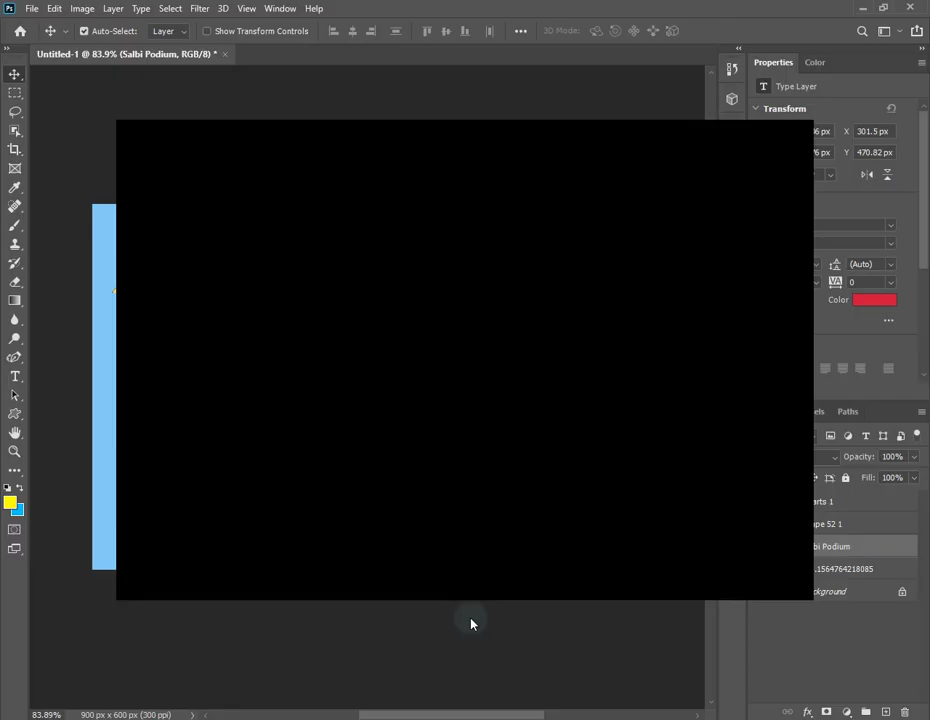 Ps File Edit Image Layer Type Select Filter 3D View Window Help
Auto-Select: Layer Show Transform Controls 3D Mode:
Untitled-1 @ 83.9% (Salbi Podium, RGB/8) *
Properties Color
T Type Layer
Transform
X 301.5 px
Y 470.82 px
(Auto)
VA 0
Color
Paths
Opacity: 100%
Fill: 100%
arts 1
52 1
Podium
.1564764218085
83.89% 900 px x 600 px (300 ppi)